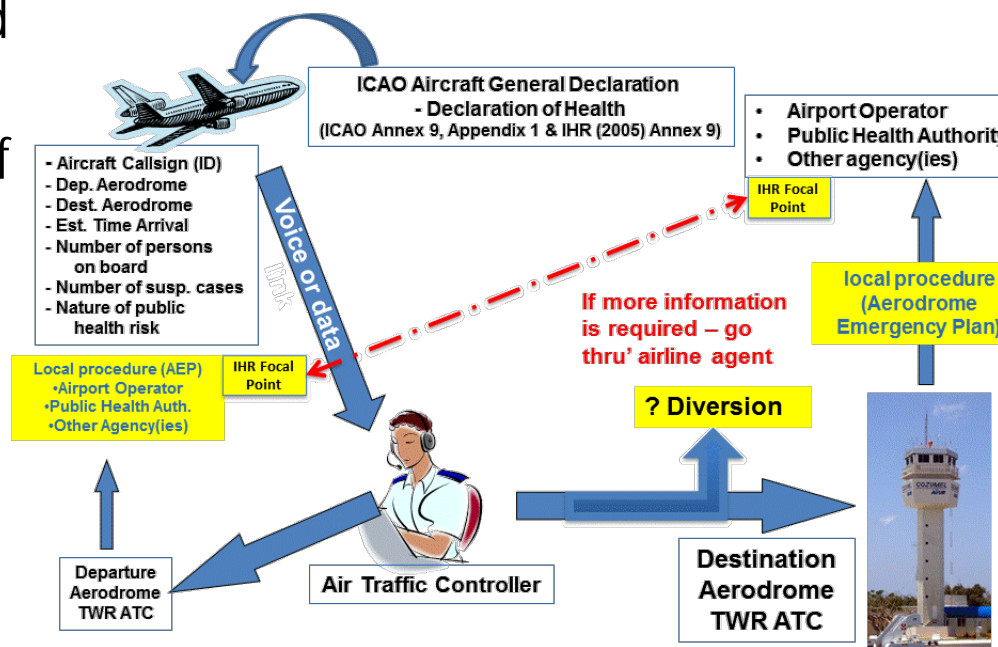 d
f
ICAO Aircraft General Declaration
- Declaration of Health
(ICAO Annex 9, Appendix 1 & IHR (2005) Annex 9)
• Airport Operator
• Public Health Authority
• Other agency(ies)
IHR Focal
Point
- Aircraft Callsign (ID)
- Dep. Aerodrome
- Dest. Aerodrome
- Est. Time Arrival
- Number of persons
on board
- Number of susp. cases
- Nature of public
health risk
Voice or data
link
local procedure
(Aerodrome
Emergency Plan)
If more information
is required – go
thru' airline agent
Local procedure (AEP)
•Airport Operator
•Public Health Auth.
•Other Agency(ies)
IHR Focal
Point
? Diversion
COZUMEL
ASUR
Departure
Aerodrome
TWR ATC
Air Traffic Controller
Destination
Aerodrome
TWR ATC